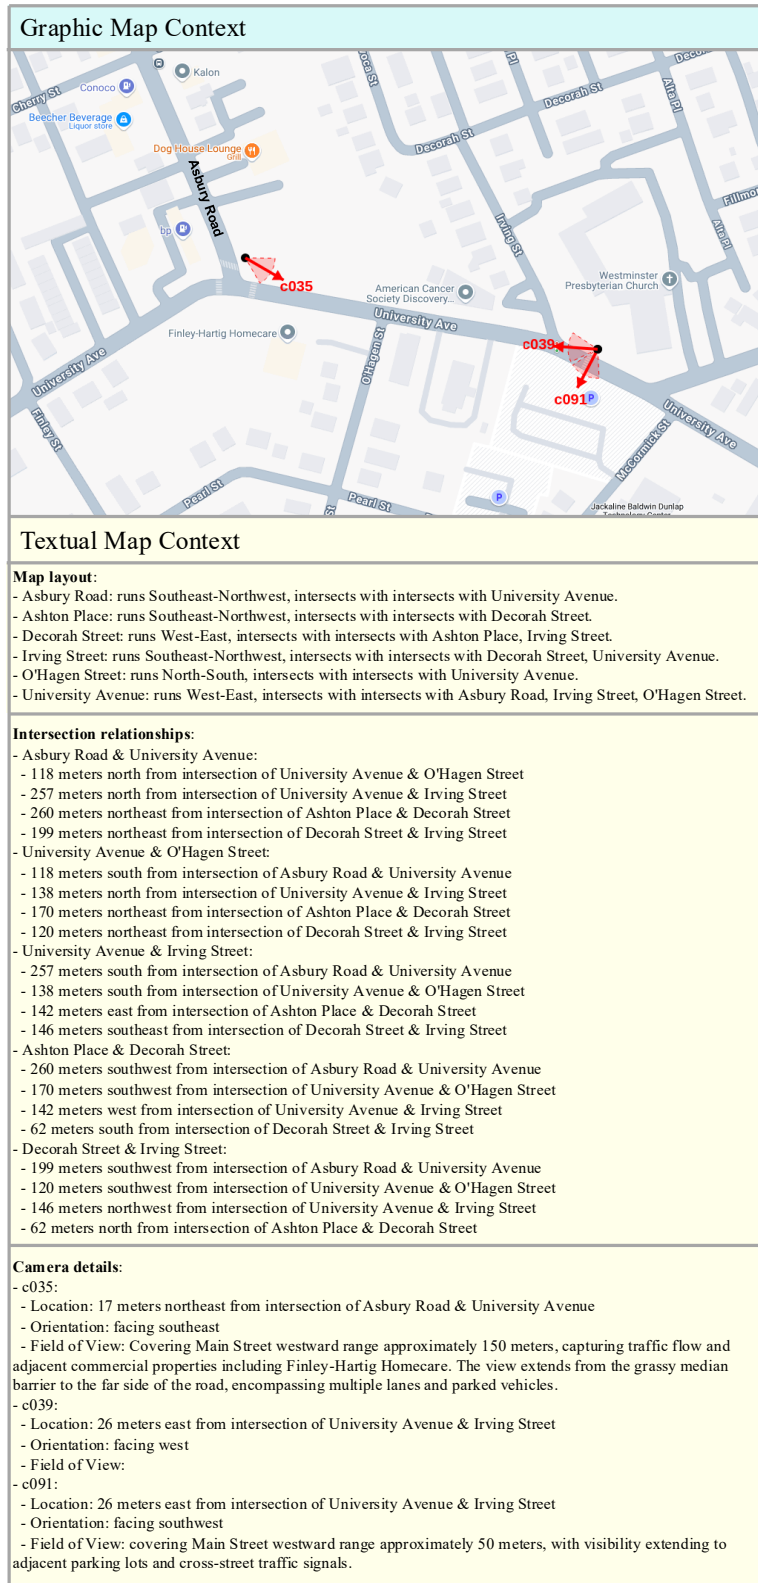 Graphic Map Context
Cherry St
Conoco
Kalon
Beecher Beverage
Liquor store
Dog House Lounge
Grill
Asbury Road
bp
Decorah St
Decorah St
Alta Pl
Irving St
Fillmo
Alta Pl
c035
American Cancer
Society Discovery...
Westminster
Presbyterian Church
University Ave
Finley-Hartig Homecare
O'Hagen St
c039
c091
P
University Ave
University Ave
Finley St
McCormick St
Pearl St
Pearl St
P
Jackaline Baldwin Dunlap
Textual Map Context
Map layout:
- Asbury Road: runs Southeast-Northwest, intersects with intersects with University Avenue.
- Ashton Place: runs Southeast-Northwest, intersects with intersects with Decorah Street.
- Decorah Street: runs West-East, intersects with intersects with Ashton Place, Irving Street.
- Irving Street: runs Southeast-Northwest, intersects with intersects with Decorah Street, University Avenue.
- O'Hagen Street: runs North-South, intersects with intersects with University Avenue.
- University Avenue: runs West-East, intersects with intersects with Asbury Road, Irving Street, O'Hagen Street.
Intersection relationships:
- Asbury Road & University Avenue:
- 118 meters north from intersection of University Avenue & O'Hagen Street
- 257 meters north from intersection of University Avenue & Irving Street
- 260 meters northeast from intersection of Ashton Place & Decorah Street
- 199 meters northeast from intersection of Decorah Street & Irving Street
- University Avenue & O'Hagen Street:
- 118 meters south from intersection of Asbury Road & University Avenue
- 138 meters north from intersection of University Avenue & Irving Street
- 170 meters northeast from intersection of Ashton Place & Decorah Street
- 120 meters northeast from intersection of Decorah Street & Irving Street
- University Avenue & Irving Street:
- 257 meters south from intersection of Asbury Road & University Avenue
- 138 meters south from intersection of University Avenue & O'Hagen Street
- 142 meters east from intersection of Ashton Place & Decorah Street
- 146 meters southeast from intersection of Decorah Street & Irving Street
- Ashton Place & Decorah Street:
- 260 meters southwest from intersection of Asbury Road & University Avenue
- 170 meters southwest from intersection of University Avenue & O'Hagen Street
- 142 meters west from intersection of University Avenue & Irving Street
- 62 meters south from intersection of Decorah Street & Irving Street
- Decorah Street & Irving Street:
- 199 meters southwest from intersection of Asbury Road & University Avenue
- 120 meters southwest from intersection of University Avenue & O'Hagen Street
- 146 meters northwest from intersection of University Avenue & Irving Street
- 62 meters north from intersection of Ashton Place & Decorah Street
Camera details:
- c035:
- Location: 17 meters northeast from intersection of Asbury Road & University Avenue
- Orientation: facing southeast
- Field of View: Covering Main Street westward range approximately 150 meters, capturing traffic flow and
adjacent commercial properties including Finley-Hartig Homecare. The view extends from the grassy median
barrier to the far side of the road, encompassing multiple lanes and parked vehicles.
- c039:
- Location: 26 meters east from intersection of University Avenue & Irving Street
- Orientation: facing west
- Field of View:
- c091:
- Location: 26 meters east from intersection of University Avenue & Irving Street
- Orientation: facing southwest
- Field of View: covering Main Street westward range approximately 50 meters, with visibility extending to
adjacent parking lots and cross-street traffic signals.